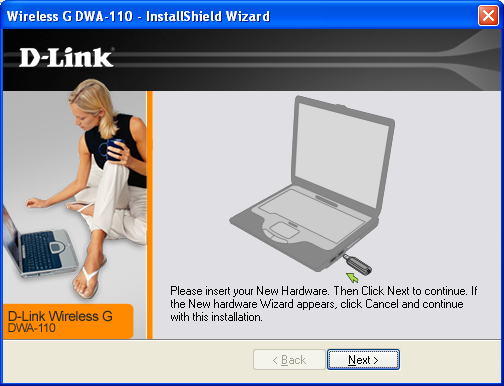 Wireless G DWA-110 - InstallShield Wizard
D-Link
Please insert your New Hardware. Then Click Next to continue. If
the New hardware Wizard appears, click Cancel and continue
with this installation.
D-Link Wireless G
DWA-110
< Back
Next >